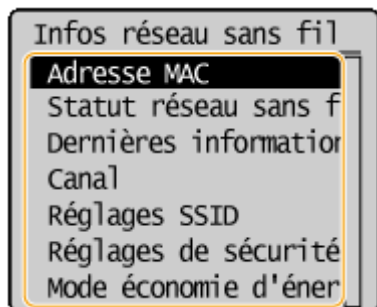 Infos réseau sans fil
Adresse MAC
Statut réseau sans f
Dernières information
Canal
Réglages SSID
Réglages de sécurité
Mode économie d'éner